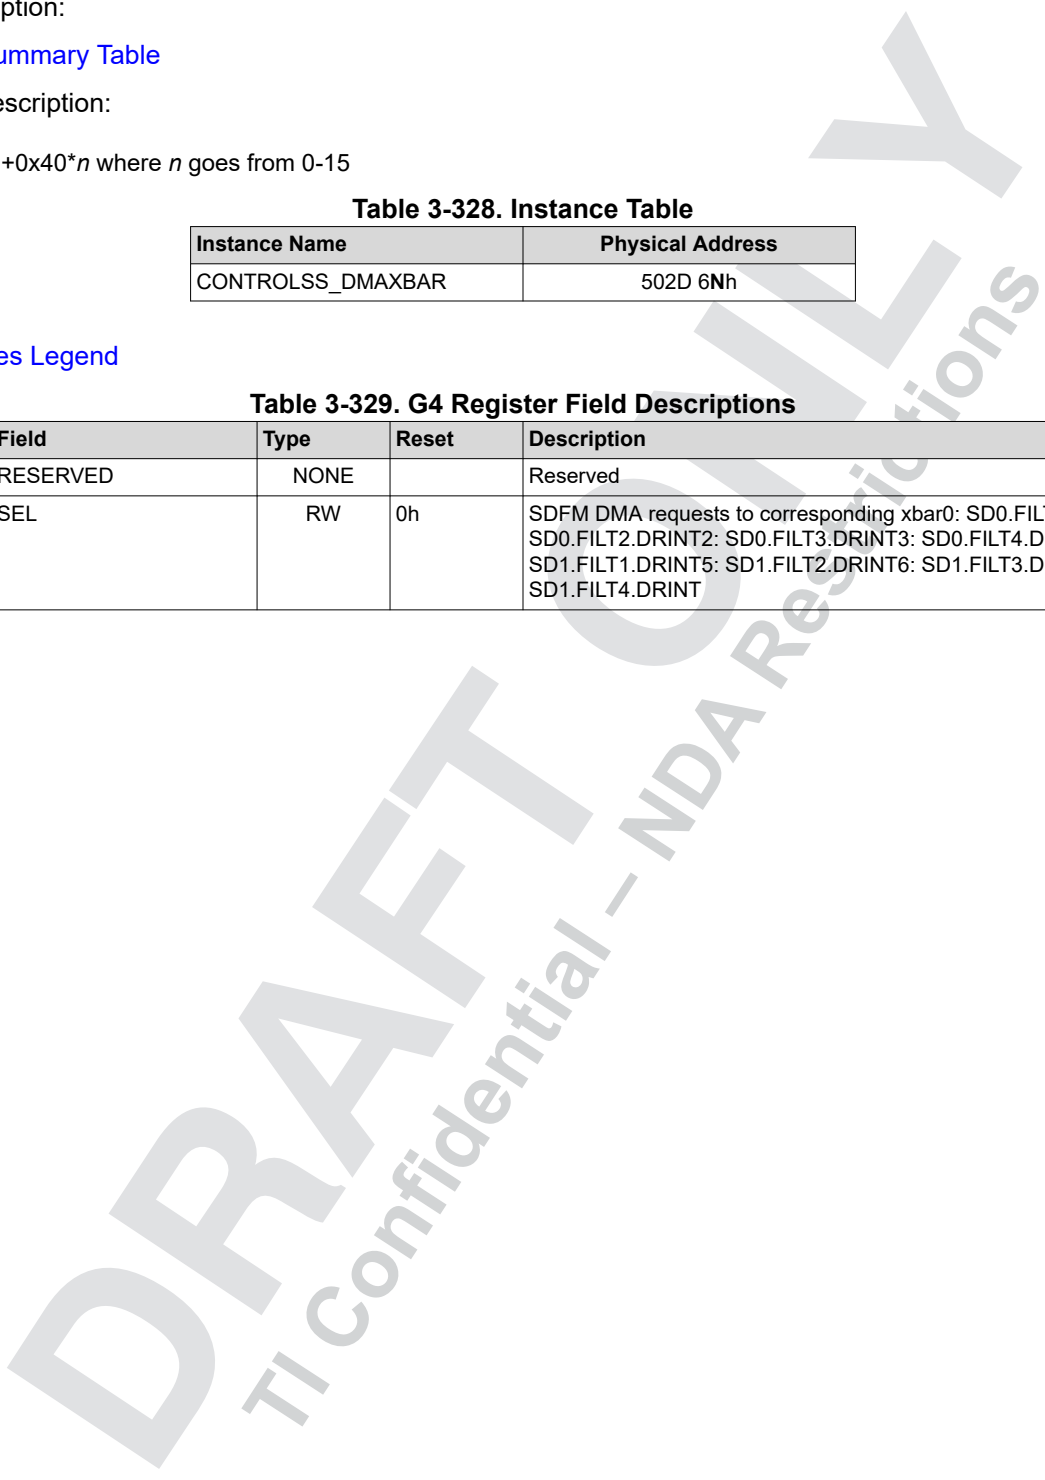 ption:
ummary Table
escription:
+0x40*n where n goes from 0-15
Table 3-328. Instance Table
Instance Name Physical Address
CONTROLSS_DMAXBAR 502D 6Nh
es Legend
Table 3-329. G4 Register Field Descriptions
Field Type Reset Description
RESERVED NONE Reserved
SEL RW 0h SDFM DMA requests to corresponding xbar0: SD0.FIL
SD0.FILT2.DRINT2: SD0.FILT3.DRINT3: SD0.FILT4.D
SD1.FILT1.DRINT5: SD1.FILT2.DRINT6: SD1.FILT3.D
SD1.FILT4.DRINT
DRAFT ONLY
TI Confidential – NDA Restrictions